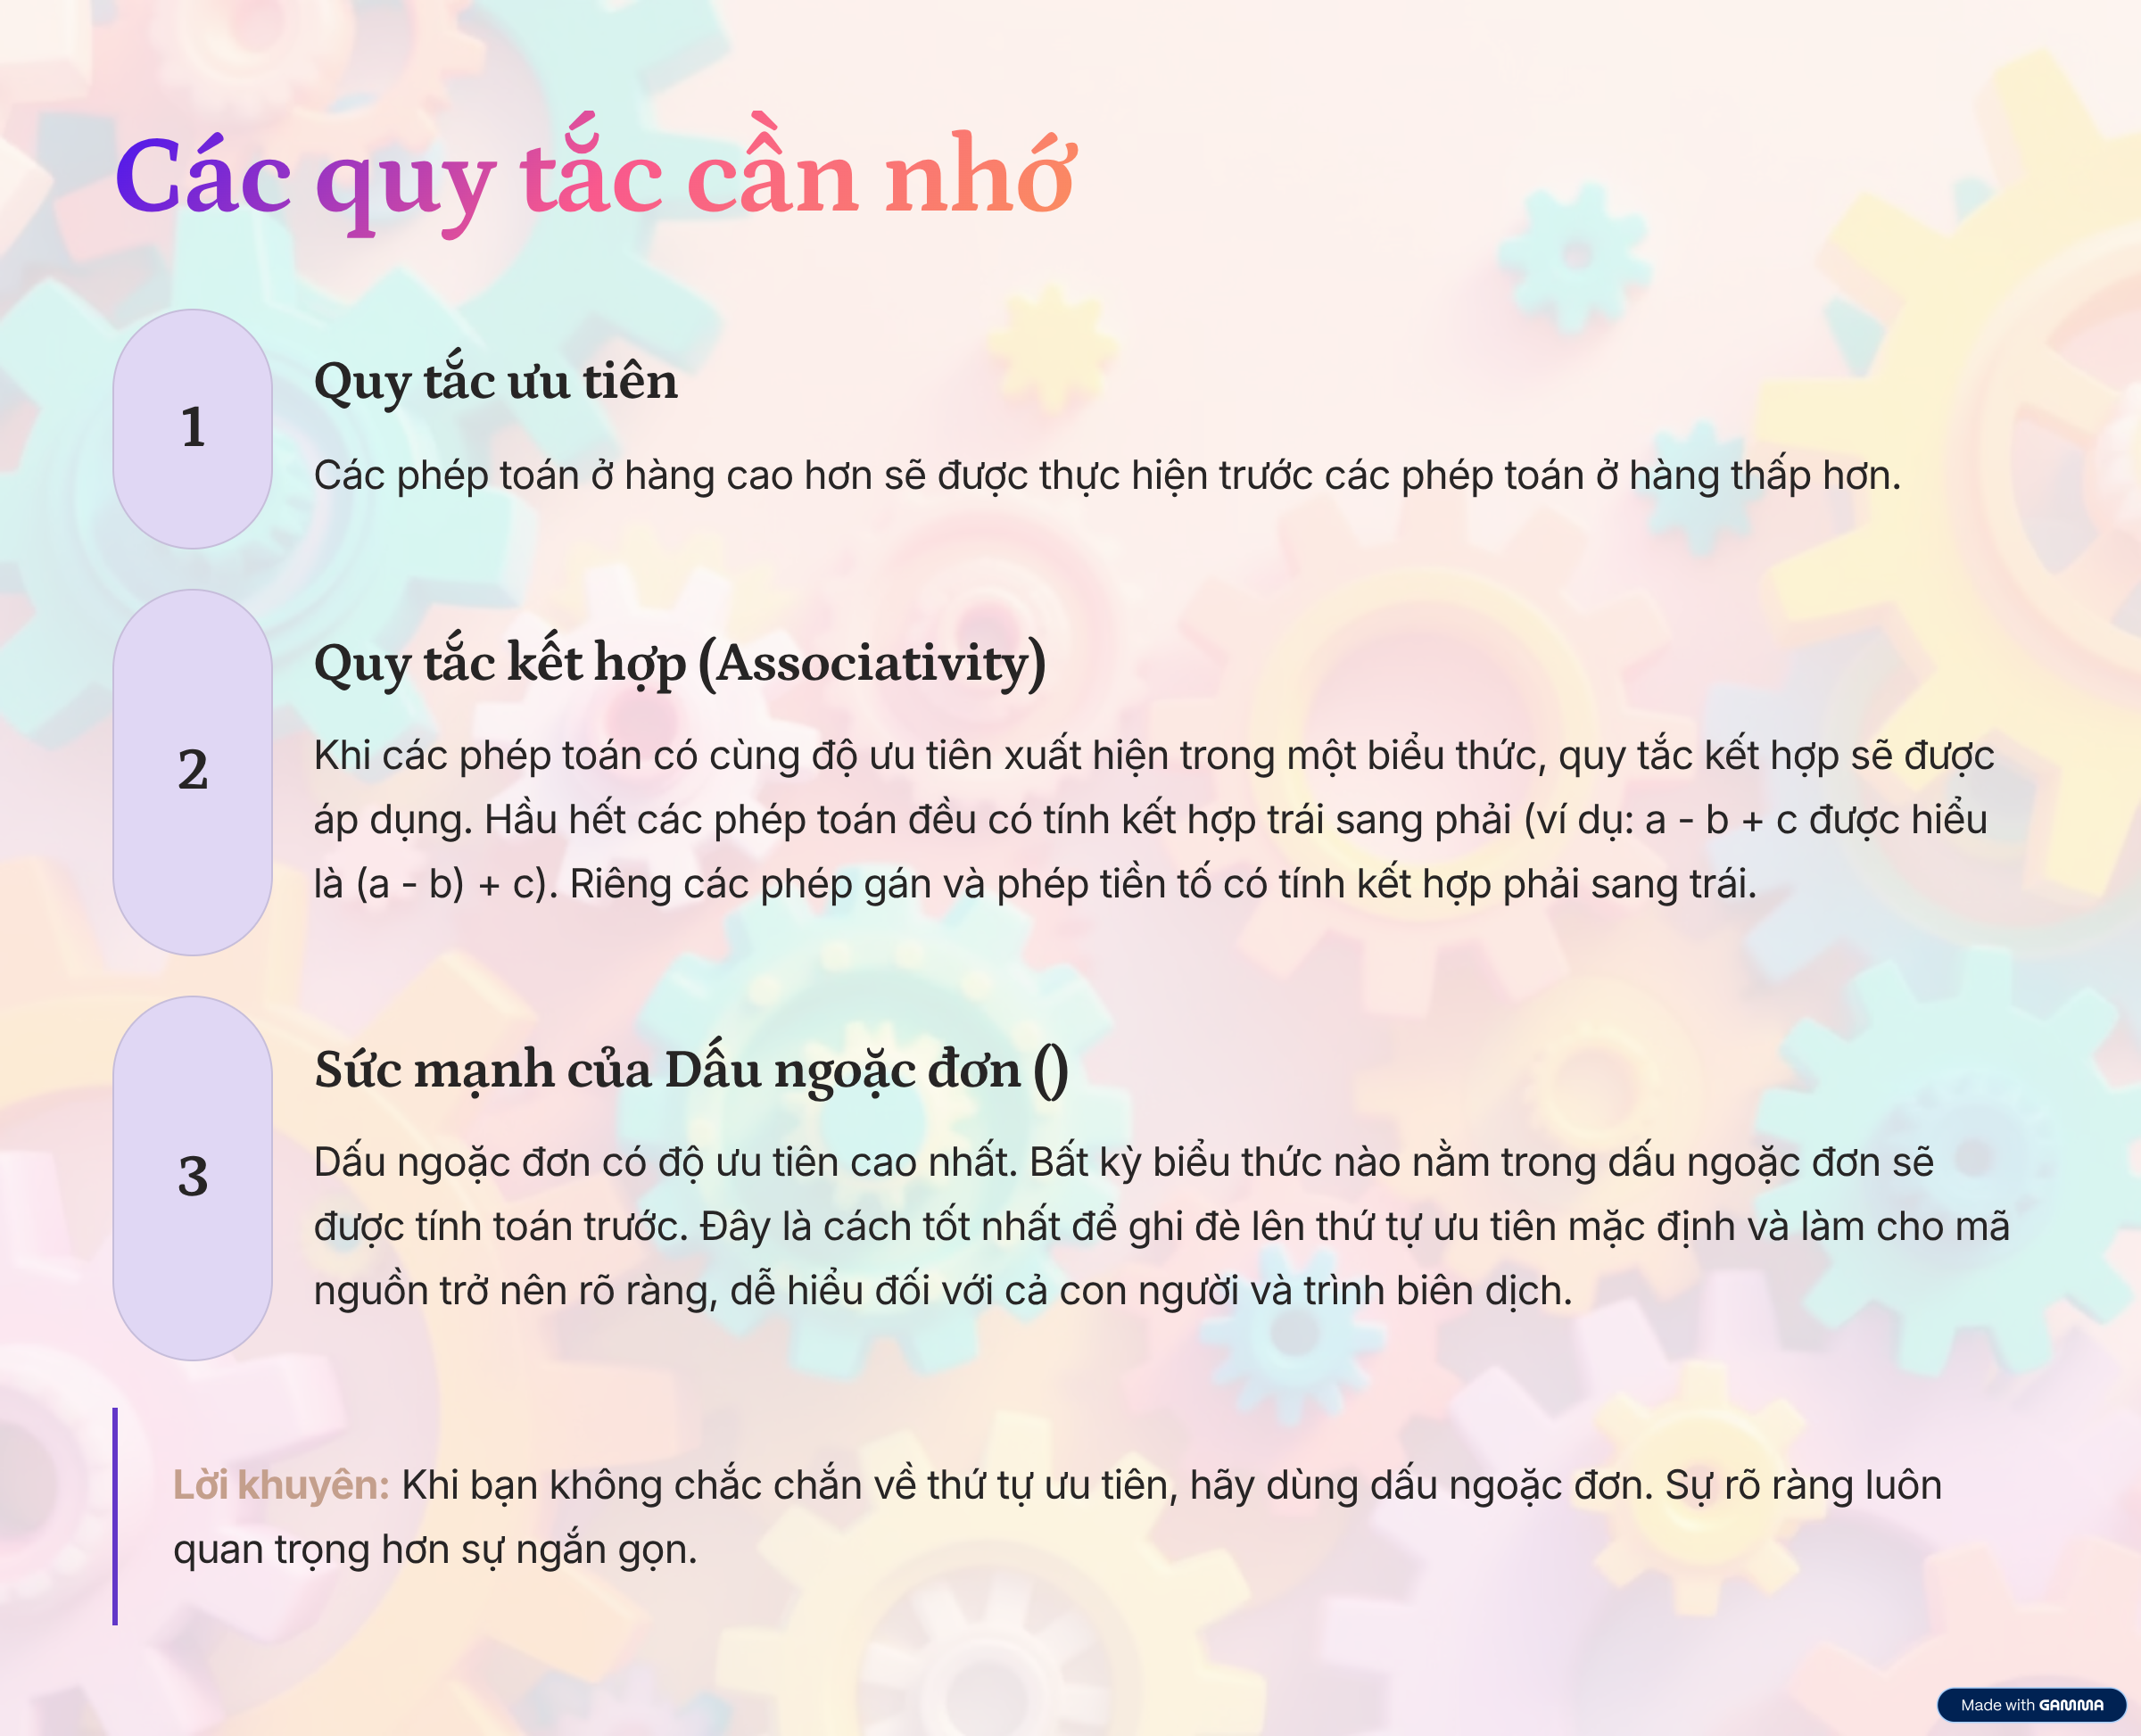 Các quy tắc cần nhớ
1
Quy tắc ưu tiên
Các phép toán ở hàng cao hơn sẽ được thực hiện trước các phép toán ở hàng thấp hơn.
2
Quy tắc kết hợp (Associativity)
Khi các phép toán có cùng độ ưu tiên xuất hiện trong một biểu thức, quy tắc kết hợp sẽ được
áp dụng. Hầu hết các phép toán đều có tính kết hợp trái sang phải (ví dụ: a - b + c được hiểu
là (a - b) + c). Riêng các phép gán và phép tiền tố có tính kết hợp phải sang trái.
3
Sức mạnh của Dấu ngoặc đơn ()
Dấu ngoặc đơn có độ ưu tiên cao nhất. Bất kỳ biểu thức nào nằm trong dấu ngoặc đơn sẽ
được tính toán trước. Đây là cách tốt nhất để ghi đè lên thứ tự ưu tiên mặc định và làm cho mã
nguồn trở nên rõ ràng, dễ hiểu đối với cả con người và trình biên dịch.
Lời khuyên: Khi bạn không chắc chắn về thứ tự ưu tiên, hãy dùng dấu ngoặc đơn. Sự rõ ràng luôn
quan trọng hơn sự ngắn gọn.
Made with GAMMA